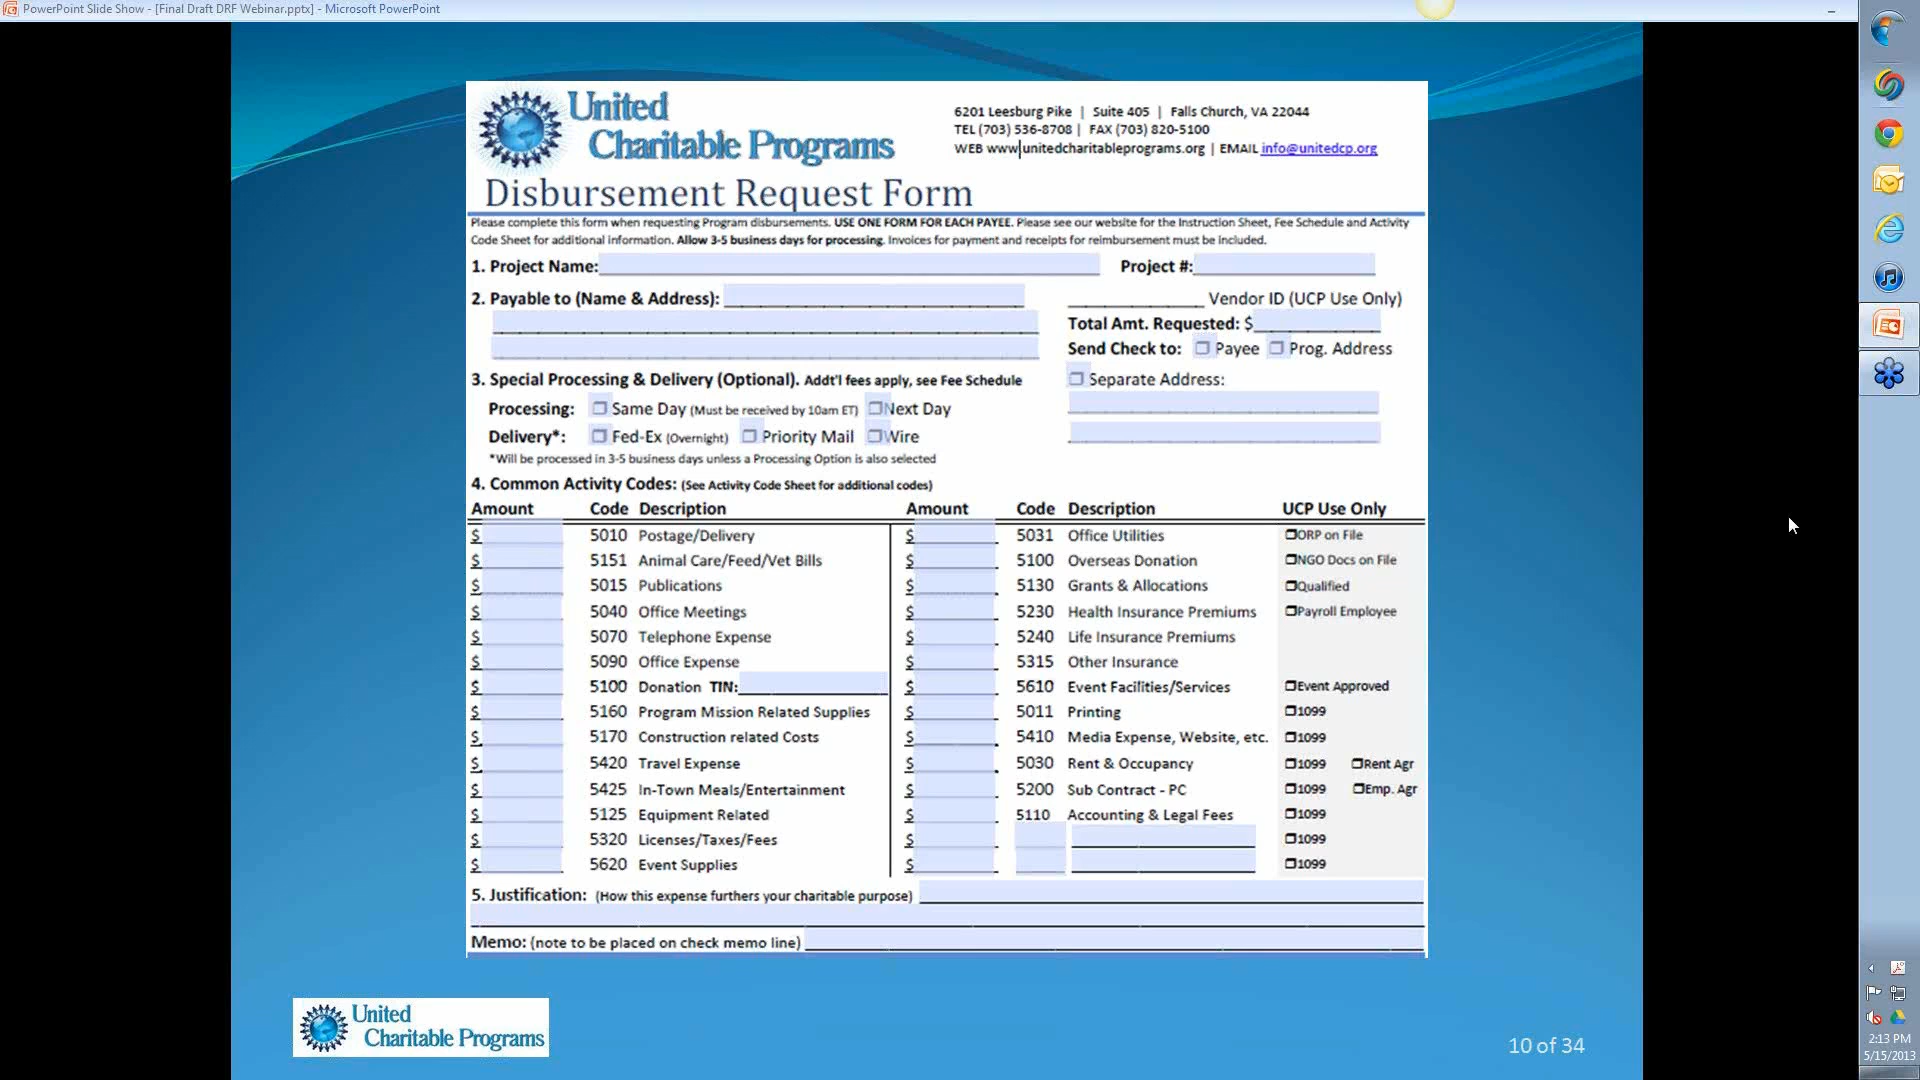 PowerPoint Slide Show - [Final Draft DRF Webinar.pptx] - Microsoft PowerPoint
United
Charitable Programs
6201 Leesburg Pike | Suite 405 | Falls Church, VA 22044
TEL (703) 536-8708 | FAX (703) 820-5100
WEB www.unitedcharitableprograms.org | EMAIL info@unitedcp.org
Disbursement Request Form
Please complete this form when requesting Program disbursements. USE ONE FORM FOR EACH PAYEE. Please see our website for the Instruction Sheet, Fee Schedule and Activity
Code Sheet for additional information. Allow 3-5 business days for processing. Invoices for payment and receipts for reimbursement must be included.
1. Project Name: Project #:
2. Payable to (Name & Address): Vendor ID (UCP Use Only)
Total Amt. Requested: $
Send Check to: Payee Prog. Address
3. Special Processing & Delivery (Optional). Addt'l fees apply, see Fee Schedule Separate Address:
Processing: Same Day (Must be received by 10am ET) Next Day
Delivery*: Fed-Ex (Overnight) Priority Mail Wire
*Will be processed in 3-5 business days unless a Processing Option is also selected
4. Common Activity Codes: (See Activity Code Sheet for additional codes)
Amount Code Description Amount Code Description UCP Use Only
$ 5010 Postage/Delivery $ 5031 Office Utilities ORP on File
$ 5151 Animal Care/Feed/Vet Bills $ 5100 Overseas Donation NGO Docs on File
$ 5015 Publications $ 5130 Grants & Allocations Qualified
$ 5040 Office Meetings $ 5230 Health Insurance Premiums Payroll Employee
$ 5070 Telephone Expense $ 5240 Life Insurance Premiums
$ 5090 Office Expense $ 5315 Other Insurance
$ 5100 Donation TIN: $ 5610 Event Facilities/Services Event Approved
$ 5160 Program Mission Related Supplies $ 5011 Printing 1099
$ 5170 Construction related Costs $ 5410 Media Expense, Website, etc. 1099
$ 5420 Travel Expense $ 5030 Rent & Occupancy 1099 Rent Agr
$ 5425 In-Town Meals/Entertainment $ 5200 Sub Contract - PC 1099 Emp. Agr
$ 5125 Equipment Related $ 5110 Accounting & Legal Fees 1099
$ 5320 Licenses/Taxes/Fees $ 1099
$ 5620 Event Supplies $ 1099
5. Justification: (How this expense furthers your charitable purpose)
Memo: (note to be placed on check memo line)
United
Charitable Programs
10 of 34
2:13 PM
5/15/2013